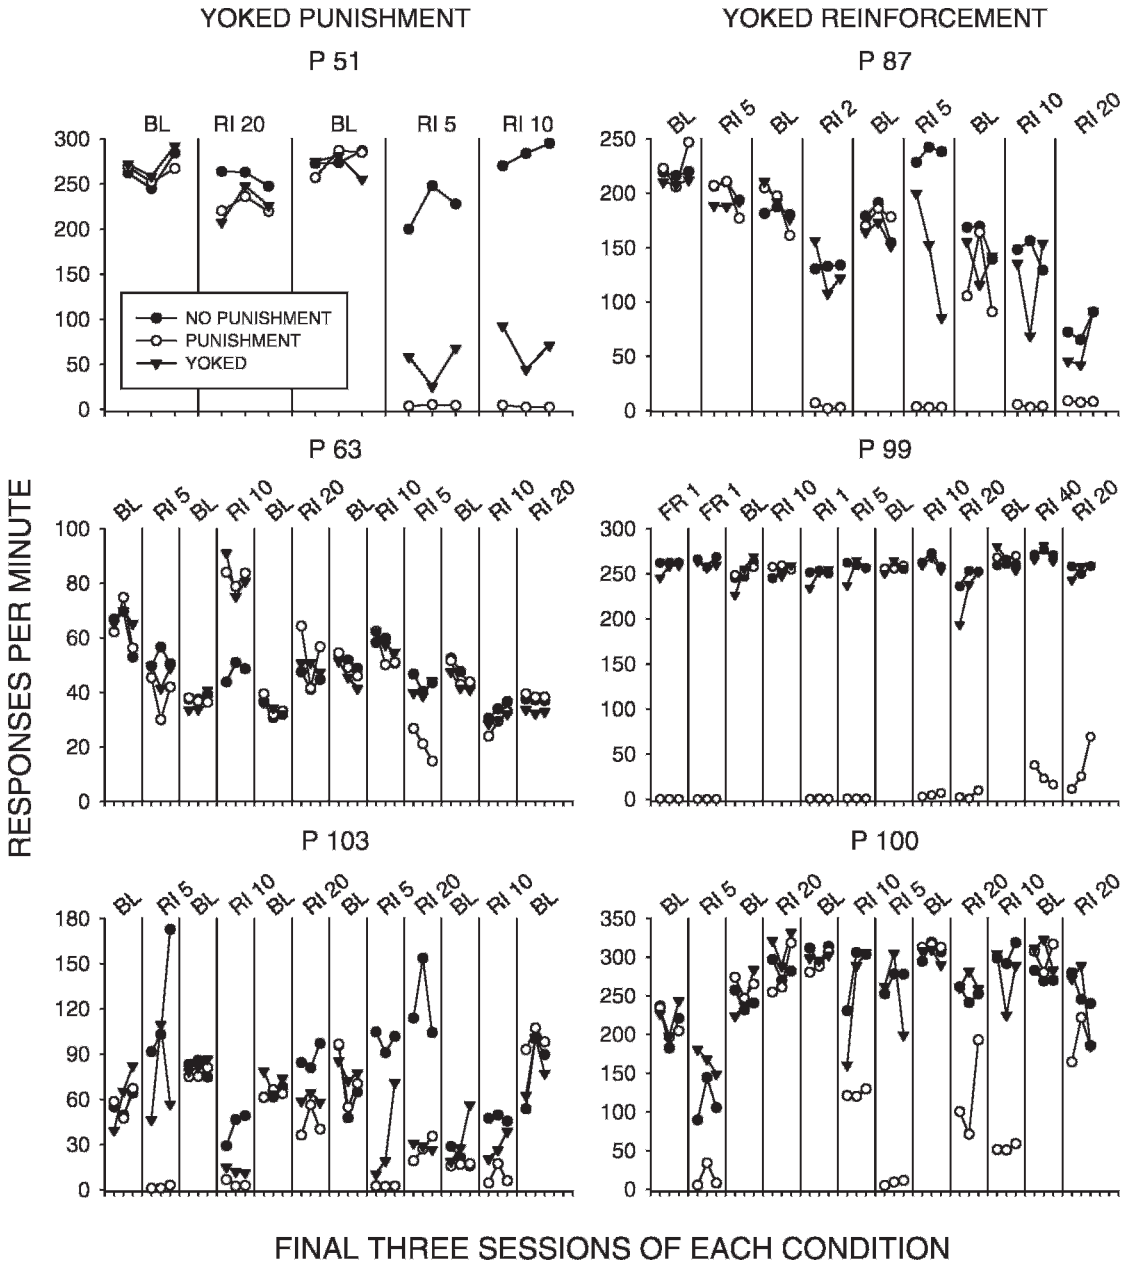 YOKED PUNISHMENT YOKED REINFORCEMENT
P 51 P 87
BL RI 20 BL RI 5 RI 10
BL RI 5 BL RI 2 BL RI 5 BL RI 10 RI 20
300
250
200
150
100
50
0
NO PUNISHMENT
PUNISHMENT
YOKED
250
200
150
100
50
0
P 63 P 99
BL RI 5 BL RI 10 BL RI 20 BL RI 10 RI 5 BL RI 10 RI 20
FR 1 FR 1 BL RI 10 RI 1 RI 5 BL RI 10 RI 20 BL RI 40 RI 20
100
80
60
40
20
0
300
250
200
150
100
50
0
P 103 P 100
BL RI 5 BL RI 10 BL RI 20 BL RI 5 RI 20 BL RI 10 BL
BL RI 5 BL RI 20 BL RI 10 RI 5 BL RI 20 RI 10 BL RI 20
180
150
120
90
60
30
0
350
300
250
200
150
100
50
0
RESPONSES PER MINUTE
FINAL THREE SESSIONS OF EACH CONDITION